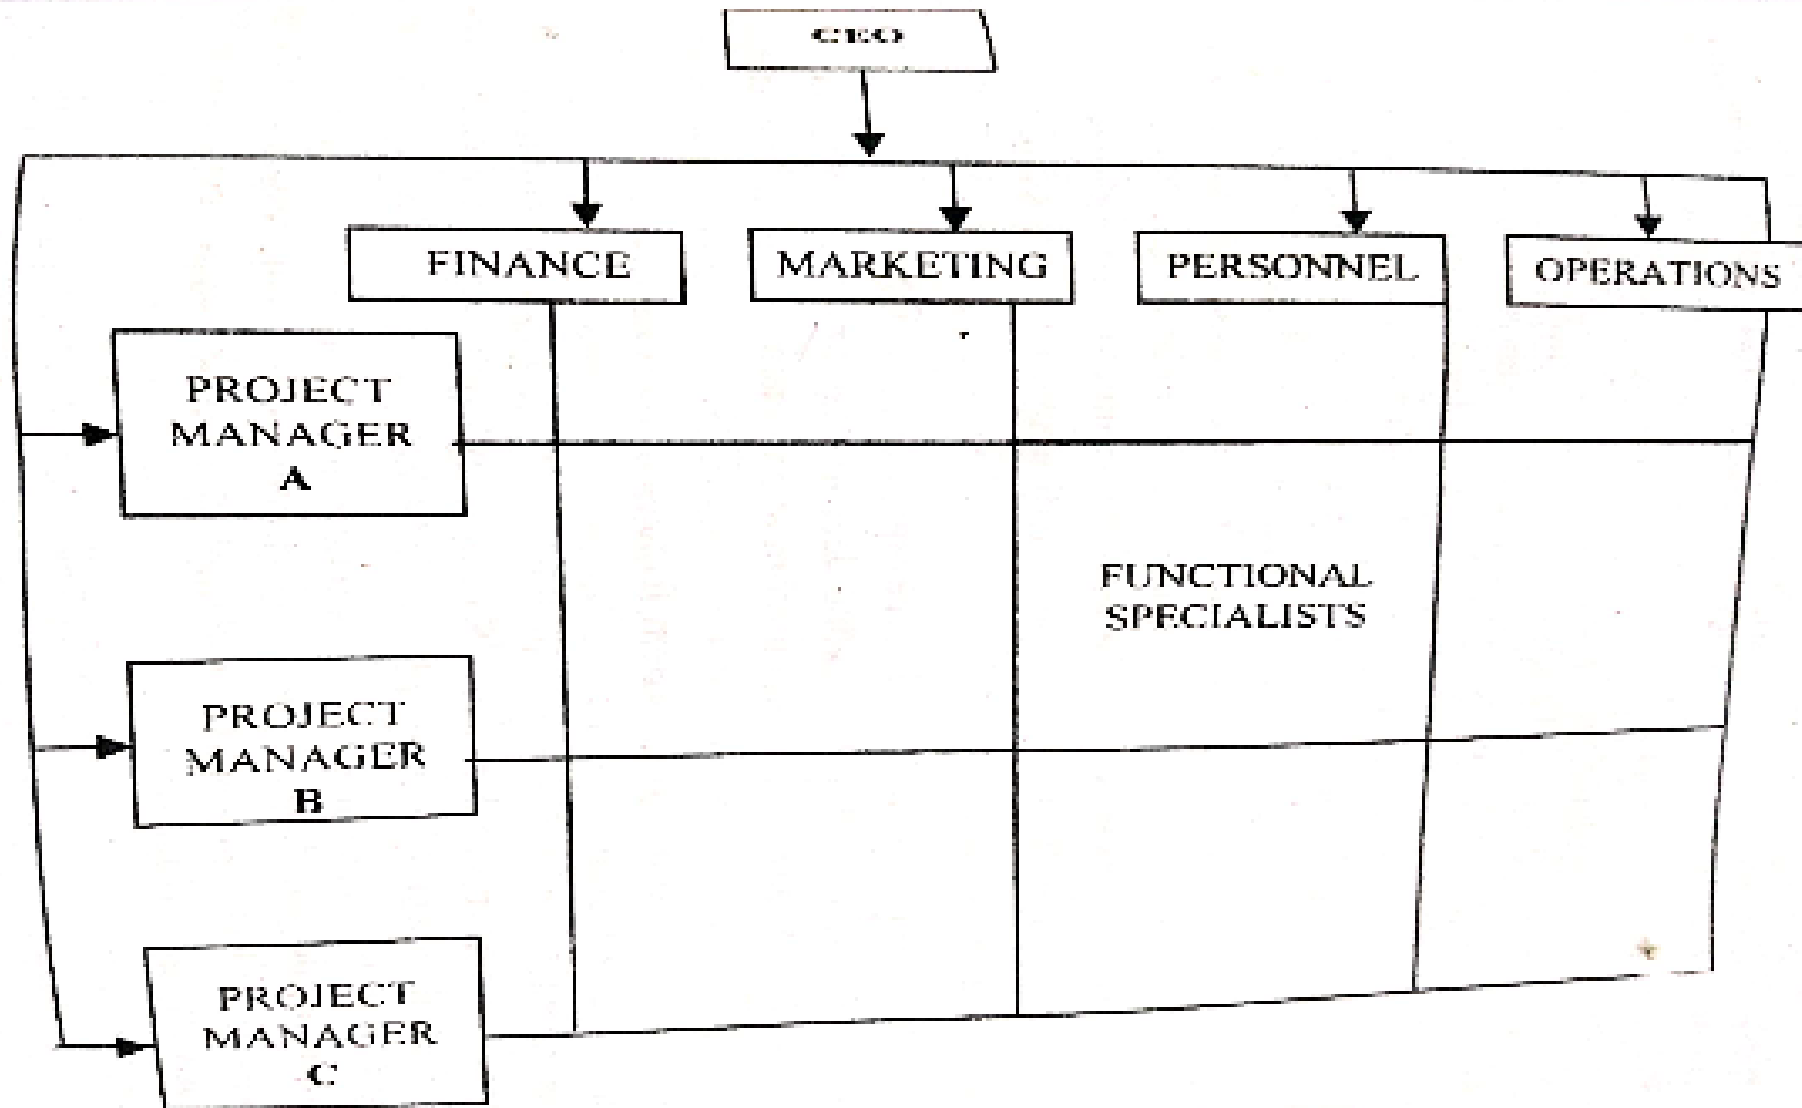 CEO
FINANCE
MARKETING
PERSONNEL
OPERATIONS
PROJECT
MANAGER
A
FUNCTIONAL
SPECIALISTS
PROJECT
MANAGER
B
PROJECT
MANAGER
C